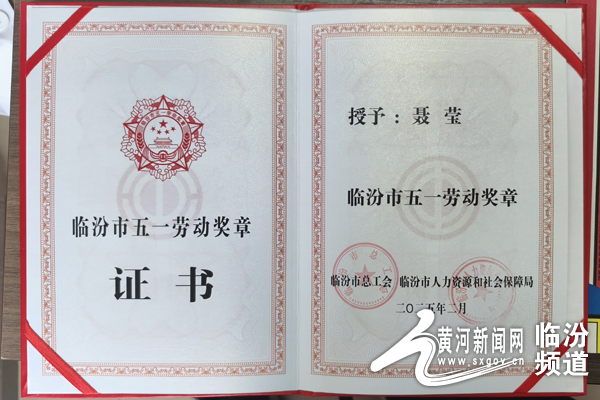 临汾市五一劳动奖章
证书
授予：聂莹
临汾市五一劳动奖章
临汾市总工会 临汾市人力资源和社会保障局
二〇二五年二月
黄河新闻网
www.sxgov.cn
临汾
频道